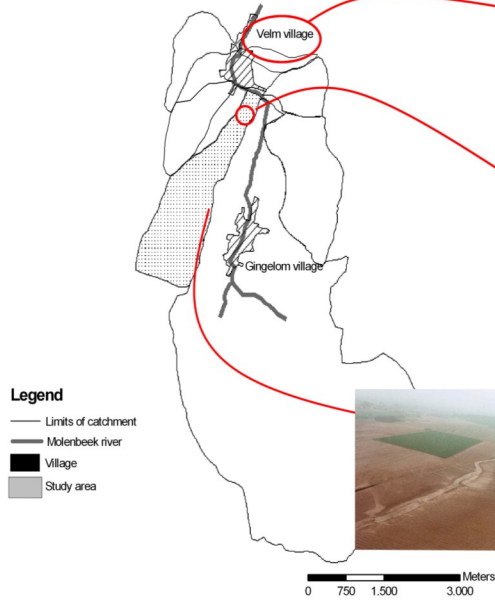 Velm village
Gingelom village
Legend
Limits of catchment
Molenbeek river
Village
Study area
Meters
0 750 1.500 3.000